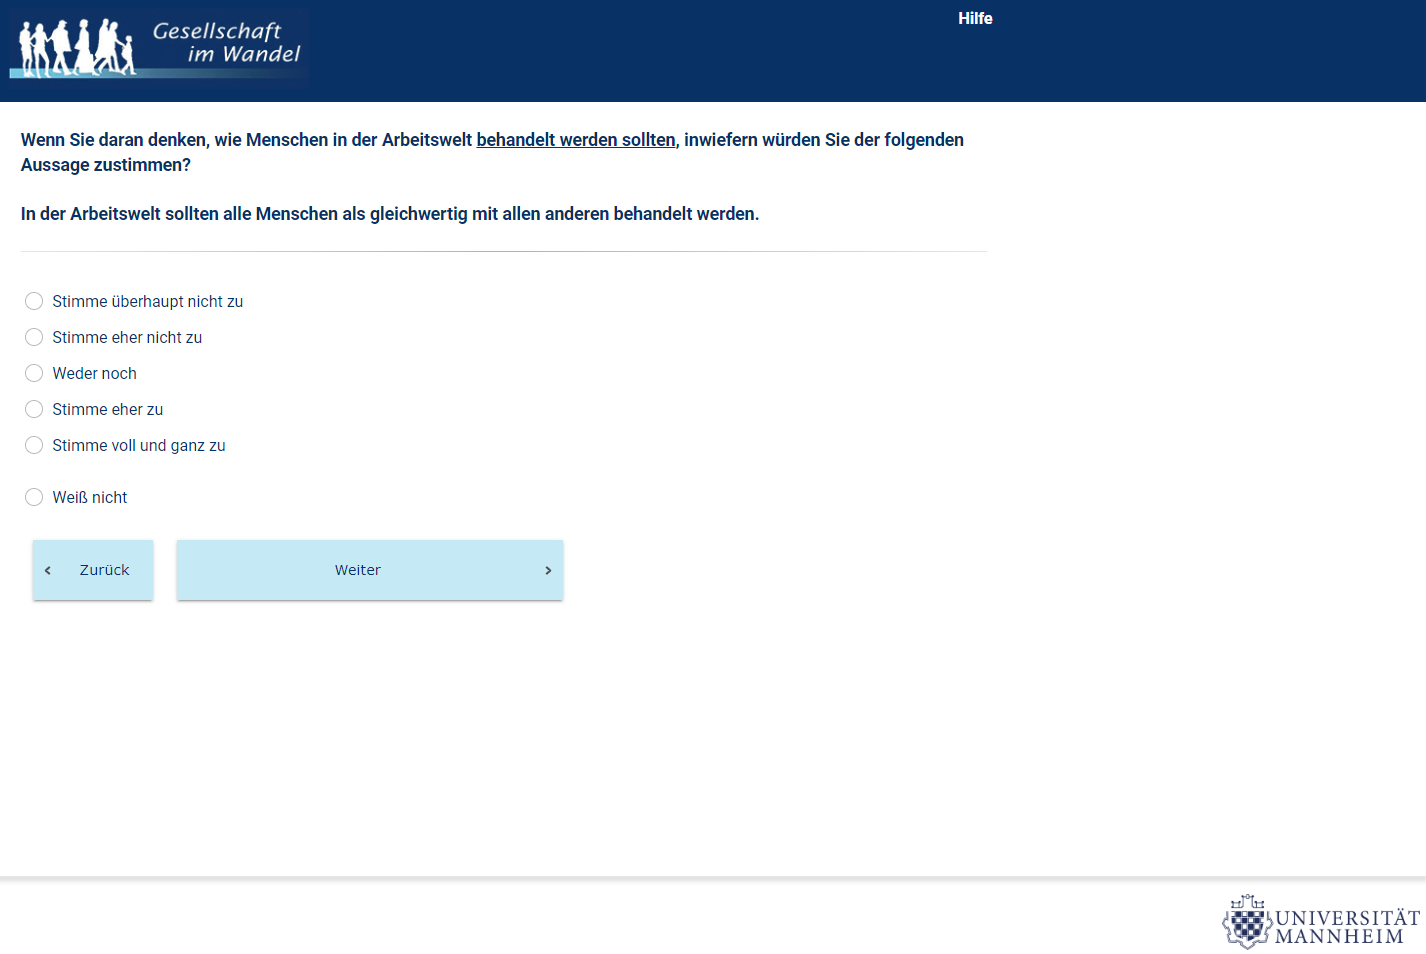 Gesellschaft
im Wandel
Hilfe
Wenn Sie daran denken, wie Menschen in der Arbeitswelt behandelt werden sollten, inwiefern würden Sie der folgenden
Aussage zustimmen?
In der Arbeitswelt sollten alle Menschen als gleichwertig mit allen anderen behandelt werden.
Stimme überhaupt nicht zu
Stimme eher nicht zu
Weder noch
Stimme eher zu
Stimme voll und ganz zu
Weiß nicht
‹ Zurück
Weiter ›
UNIVERSITÄT
MANNHEIM